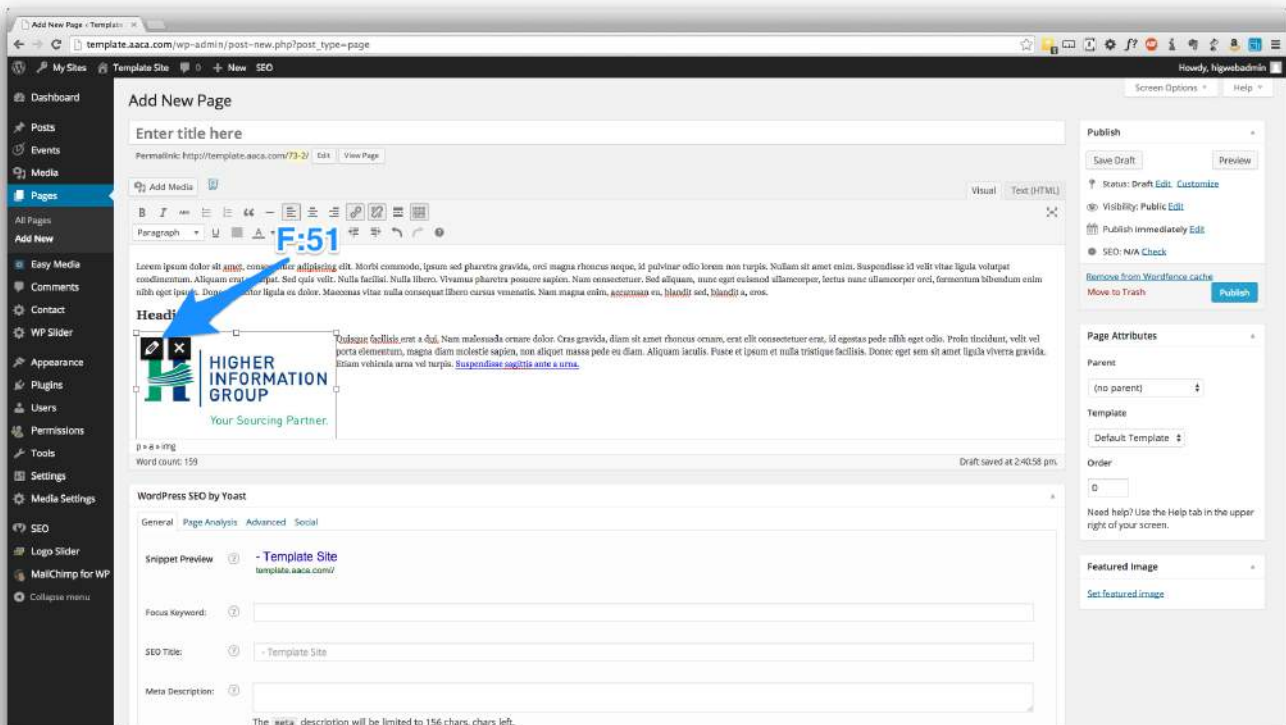 Add New Page ‹ Template
template.aaca.com/wp-admin/post-new.php?post_type=page
My Sites Template Site 0 + New SEO
Howdy, higwebadmin
Screen Options Help
Dashboard
Posts
Events
Media
Pages
All Pages
Add New
Easy Media
Comments
Contact
WP Slider
Appearance
Plugins
Users
Permissions
Tools
Settings
Media Settings
SEO
Logo Slider
MailChimp for WP
Collapse menu
Add New Page
Enter title here
Permalink: http://template.aaca.com/73-2/ Edit View Page
Add Media
Visual Text (HTML)
Paragraph
F:51
Lorem ipsum dolor sit amet, adipiscing elit. Morbi commodo, ipsum sed pharetra gravida, orci magna rhoncus neque, id pulvinar odio lorem non turpis. Nullam sit amet enim. Suspendisse id velit vitae ligula volutpat
condimentum. Aliquam erat Sed quis velit. Nulla facilisi. Nulla libero. Vivamus pharetra posuere sapien. Nam consectetuer. Sed aliquam, nunc eget euismod ullamcorper, lectus nunc ullamcorper orci, fermentum bibendum enim
nibh eget ipsum. ligula eu dolor. Maecenas vitae nulla consequat libero cursus venenatis. Nam magna enim, accumsan eu, blandit sed, blandit a, eros.
Headi
HIGHER
INFORMATION
GROUP
Your Sourcing Partner.
Quisque facilisis erat a dui. Nam malesuada ornare dolor. Cras gravida, diam sit amet rhoncus ornare, erat elit consectetuer erat, id egestas pede nibh eget odio. Proin tincidunt, velit vel
porta elementum, magna diam molestie sapien, non aliquet massa pede eu diam. Aliquam iaculis. Fusce et ipsum et nulla tristique facilisis. Donec eget sem sit amet ligula viverra gravida.
Etiam vehicula urna vel turpis. Suspendisse sagittis ante a urna.
p » a » img
Word count: 159
Draft saved at 2:40:58 pm.
WordPress SEO by Yoast
General Page Analysis Advanced Social
Snippet Preview
- Template Site
template.aaca.com//
Focus Keyword:
SEO Title: - Template Site
Meta Description:
The meta description will be limited to 156 chars, chars left.
Publish
Save Draft Preview
Status: Draft Edit Customize
Visibility: Public Edit
Publish immediately Edit
SEO: N/A Check
Remove from Wordfence cache
Move to Trash Publish
Page Attributes
Parent
(no parent)
Template
Default Template
Order
0
Need help? Use the Help tab in the upper
right of your screen.
Featured Image
Set featured image